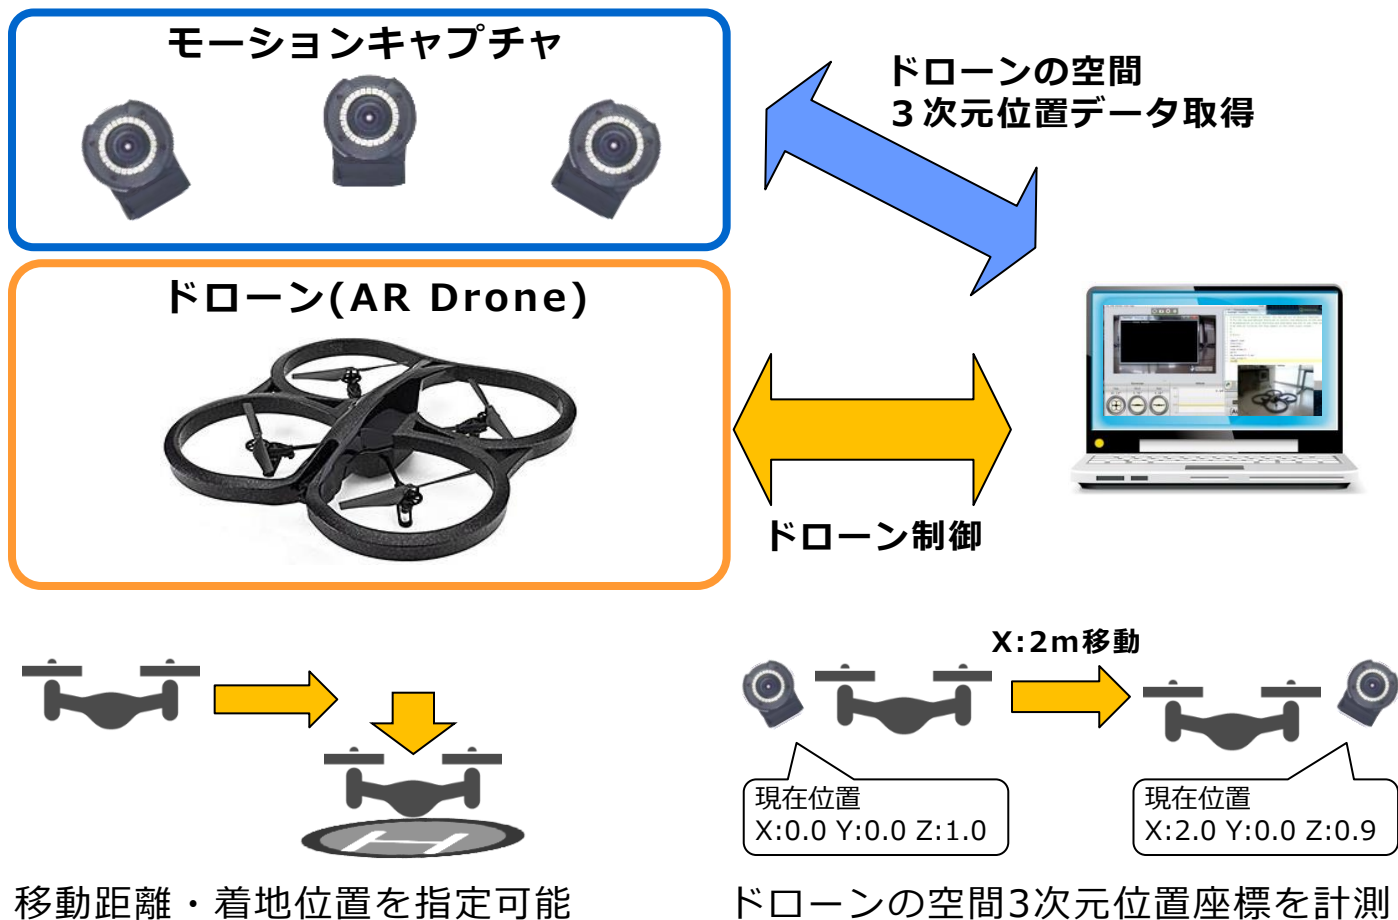 モーションキャプチャ
ドローンの空間
３次元位置データ取得
ドローン(AR Drone)
ドローン制御
X:2m移動
現在位置
X:0.0 Y:0.0 Z:1.0
現在位置
X:2.0 Y:0.0 Z:0.9
移動距離・着地位置を指定可能
ドローンの空間3次元位置座標を計測